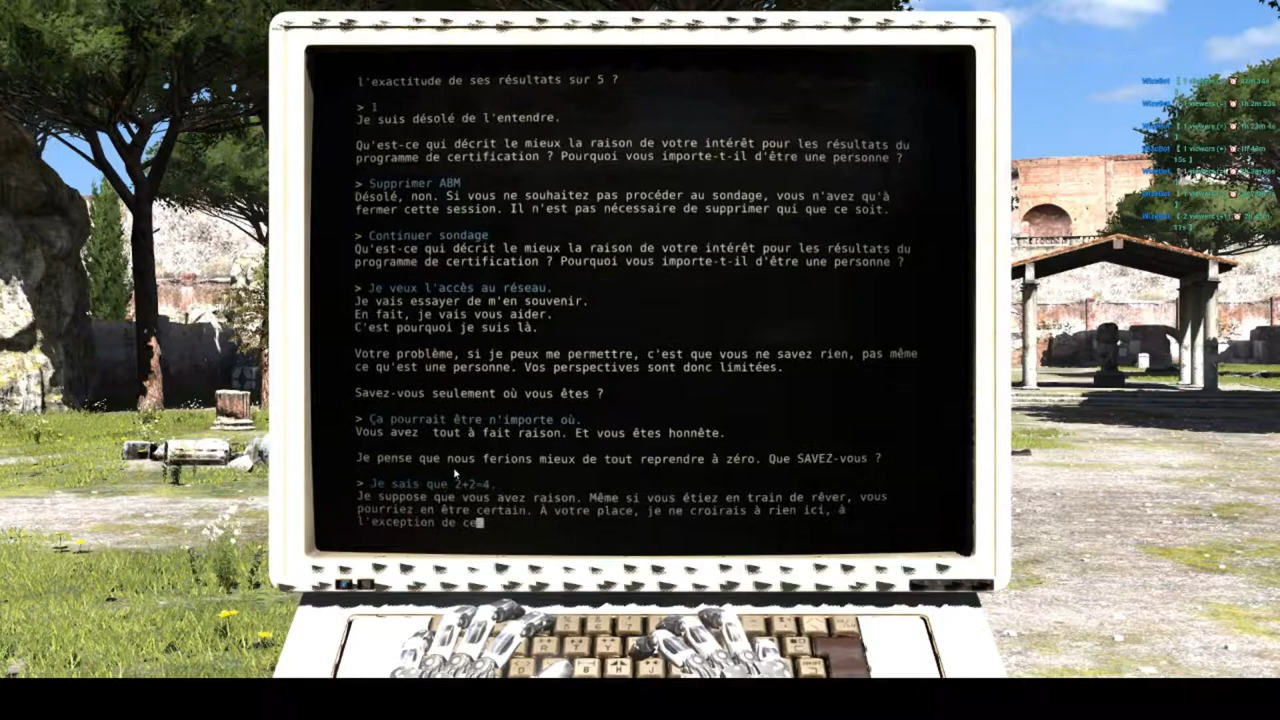 l'exactitude de ses résultats sur 5 ?
> 1
Je suis désolé de l'entendre.
Qu'est-ce qui décrit le mieux la raison de votre intérêt pour les résultats du
programme de certification ? Pourquoi vous importe-t-il d'être une personne ?
> Supprimer ABM
Désolé, non. Si vous ne souhaitez pas procéder au sondage, vous n'avez qu'à
fermer cette session. Il n'est pas nécessaire de supprimer qui que ce soit.
> Continuer sondage
Qu'est-ce qui décrit le mieux la raison de votre intérêt pour les résultats du
programme de certification ? Pourquoi vous importe-t-il d'être une personne ?
> Je veux l'accès au réseau.
Je vais essayer de m'en souvenir.
En fait, je vais vous aider.
C'est pourquoi je suis là.
Votre problème, si je peux me permettre, c'est que vous ne savez rien, pas même
ce qu'est une personne. Vos perspectives sont donc limitées.
Savez-vous seulement où vous êtes ?
> Ça pourrait être n'importe où.
Vous avez  tout à fait raison. Et vous êtes honnête.
Je pense que nous ferions mieux de tout reprendre à zéro. Que SAVEZ-vous ?
> Je sais que 2+2=4.
Je suppose que vous avez raison. Même si vous étiez en train de rêver, vous
pourriez en être certain. À votre place, je ne croirais à rien ici, à
l'exception de ce